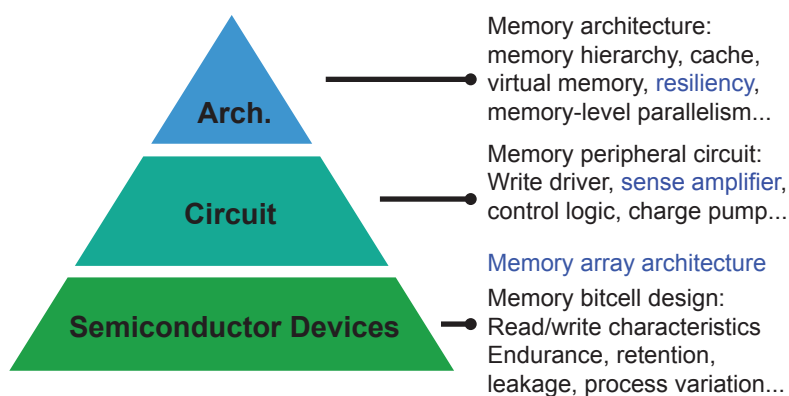 Arch.
Memory architecture:
memory hierarchy, cache,
virtual memory, resiliency,
memory-level parallelism...
Circuit
Memory peripheral circuit:
Write driver, sense amplifier,
control logic, charge pump...
Memory array architecture
Semiconductor Devices
Memory bitcell design:
Read/write characteristics
Endurance, retention,
leakage, process variation...